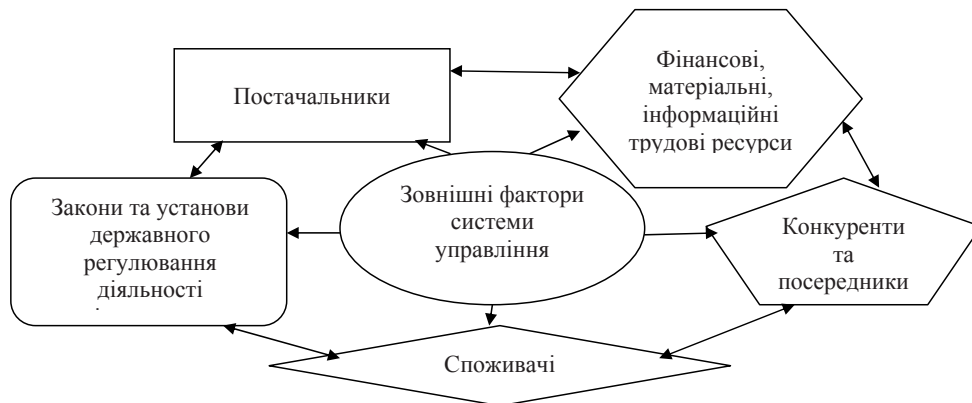 Постачальники
Фінансові,
матеріальні,
інформаційні
трудові ресурси
Закони та установи
державного
регулювання
діяльності
Зовнішні фактори
системи
управління
Конкуренти
та
посередники
Споживачі